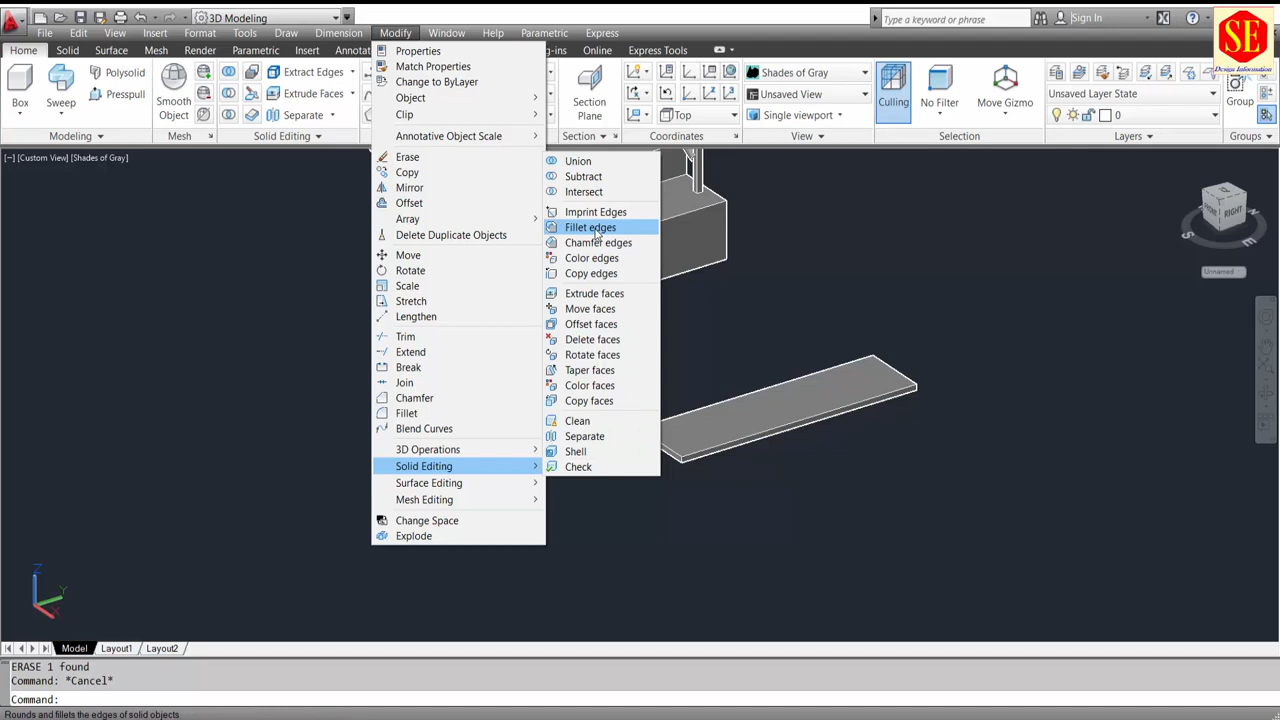 3D Modeling
Type a keyword or phrase
Sign In
SE
Design Information
File Edit View Insert Format Tools Draw Dimension Modify Window Help Parametric Express
Home Solid Surface Mesh Render Parametric Insert Annotat
ug-ins Online Express Tools
Box
Sweep
Polysolid
Presspull
Smooth
Object
Extract Edges
Extrude Faces
Separate
Section
Plane
Top
Shades of Gray
Unsaved View
Single viewport
Culling
No Filter
Move Gizmo
Unsaved Layer State
0
Group
Modeling
Mesh
Solid Editing
Section
Coordinates
View
Selection
Layers
Groups
[–] [Custom View] [Shades of Gray]
Properties
Match Properties
Change to ByLayer
Object
Clip
Annotative Object Scale
Erase
Copy
Mirror
Offset
Array
Delete Duplicate Objects
Move
Rotate
Scale
Stretch
Lengthen
Trim
Extend
Break
Join
Chamfer
Fillet
Blend Curves
3D Operations
Solid Editing
Surface Editing
Mesh Editing
Change Space
Explode
Union
Subtract
Intersect
Imprint Edges
Fillet edges
Chamfer edges
Color edges
Copy edges
Extrude faces
Move faces
Offset faces
Delete faces
Rotate faces
Taper faces
Color faces
Copy faces
Clean
Separate
Shell
Check
FRONT RIGHT
S E
Unnamed
Z
Y
X
Model Layout1 Layout2
ERASE 1 found
Command: *Cancel*
Command:
Rounds and fillets the edges of solid objects